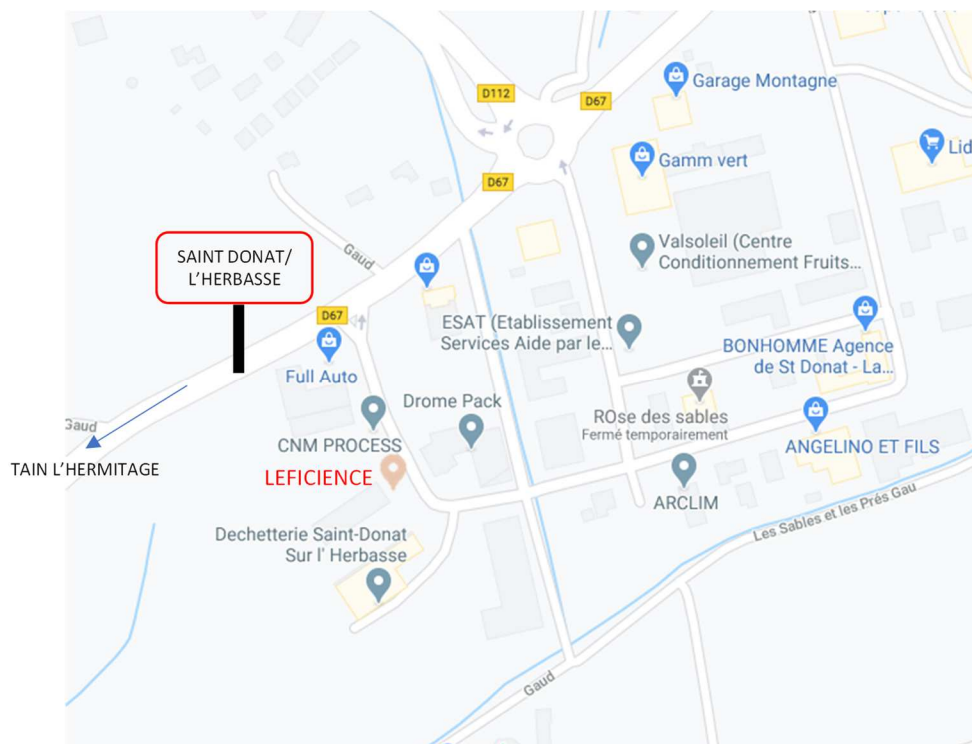 Garage Montagne
D112
D67
Gamm vert
Lid
D67
Gaud
SAINT DONAT/
L'HERBASSE
Valsoleil (Centre
Conditionnement Fruits...
D67
ESAT (Etablissement
Services Aide par le...
BONHOMME Agence
de St Donat - La...
Full Auto
Drome Pack
ROse des sables
Fermé temporairement
Gaud
CNM PROCESS
ANGELINO ET FILS
TAIN L'HERMITAGE
LEFICIENCE
ARCLIM
Les Sables et les Prés Gau
Dechetterie Saint-Donat
Sur l' Herbasse
Gaud